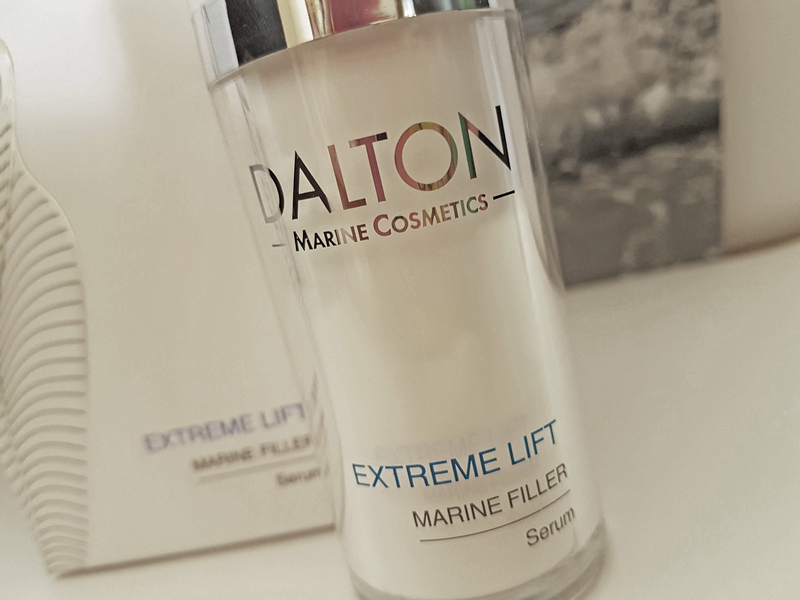 DALTON
MARINE COSMETICS
EXTREME LIFT
MARINE FILLER
Serum
EXTREME LIFT
MARINE FILLER
Serum